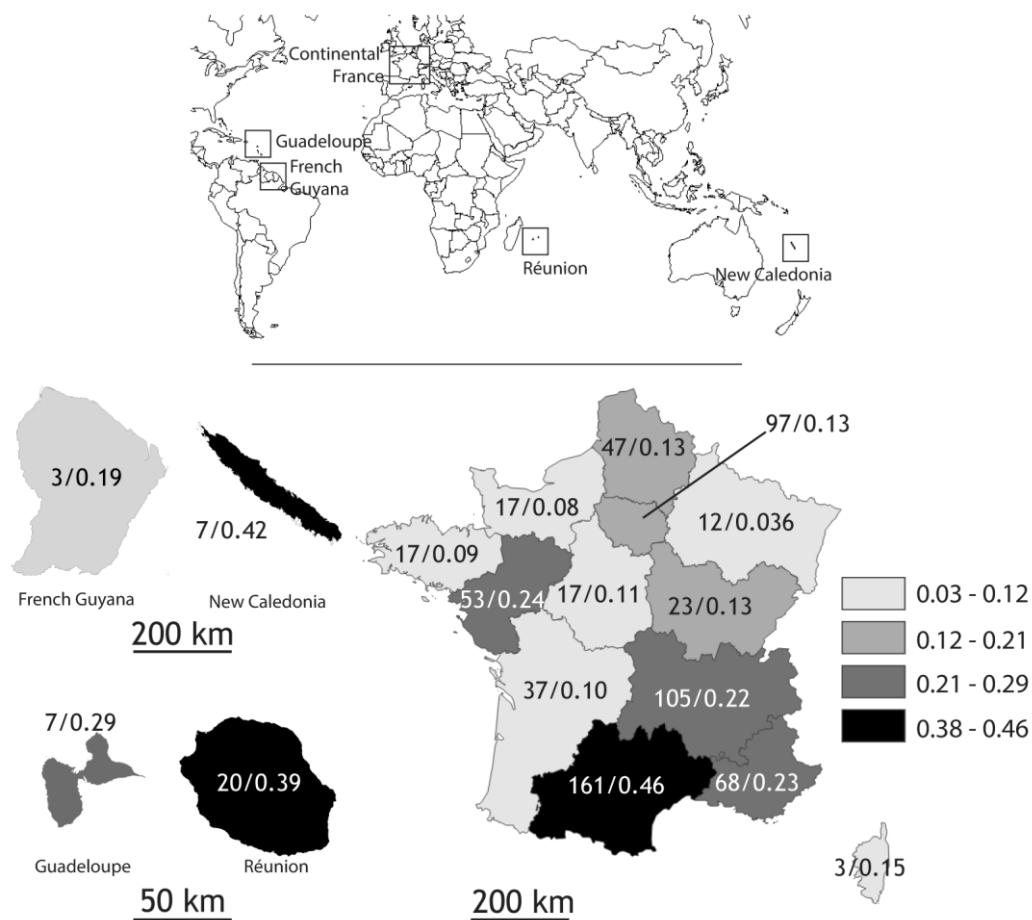 Continental
France
Guadeloupe
French
Guyana
Réunion
New Caledonia
97/0.13
47/0.13
3/0.19
17/0.08
12/0.036
7/0.42
17/0.09
53/0.24
17/0.11
23/0.13
French Guyana
New Caledonia
200 km
0.03 - 0.12
0.12 - 0.21
0.21 - 0.29
0.38 - 0.46
37/0.10
105/0.22
7/0.29
20/0.39
161/0.46
68/0.23
Guadeloupe
Réunion
3/0.15
50 km
200 km